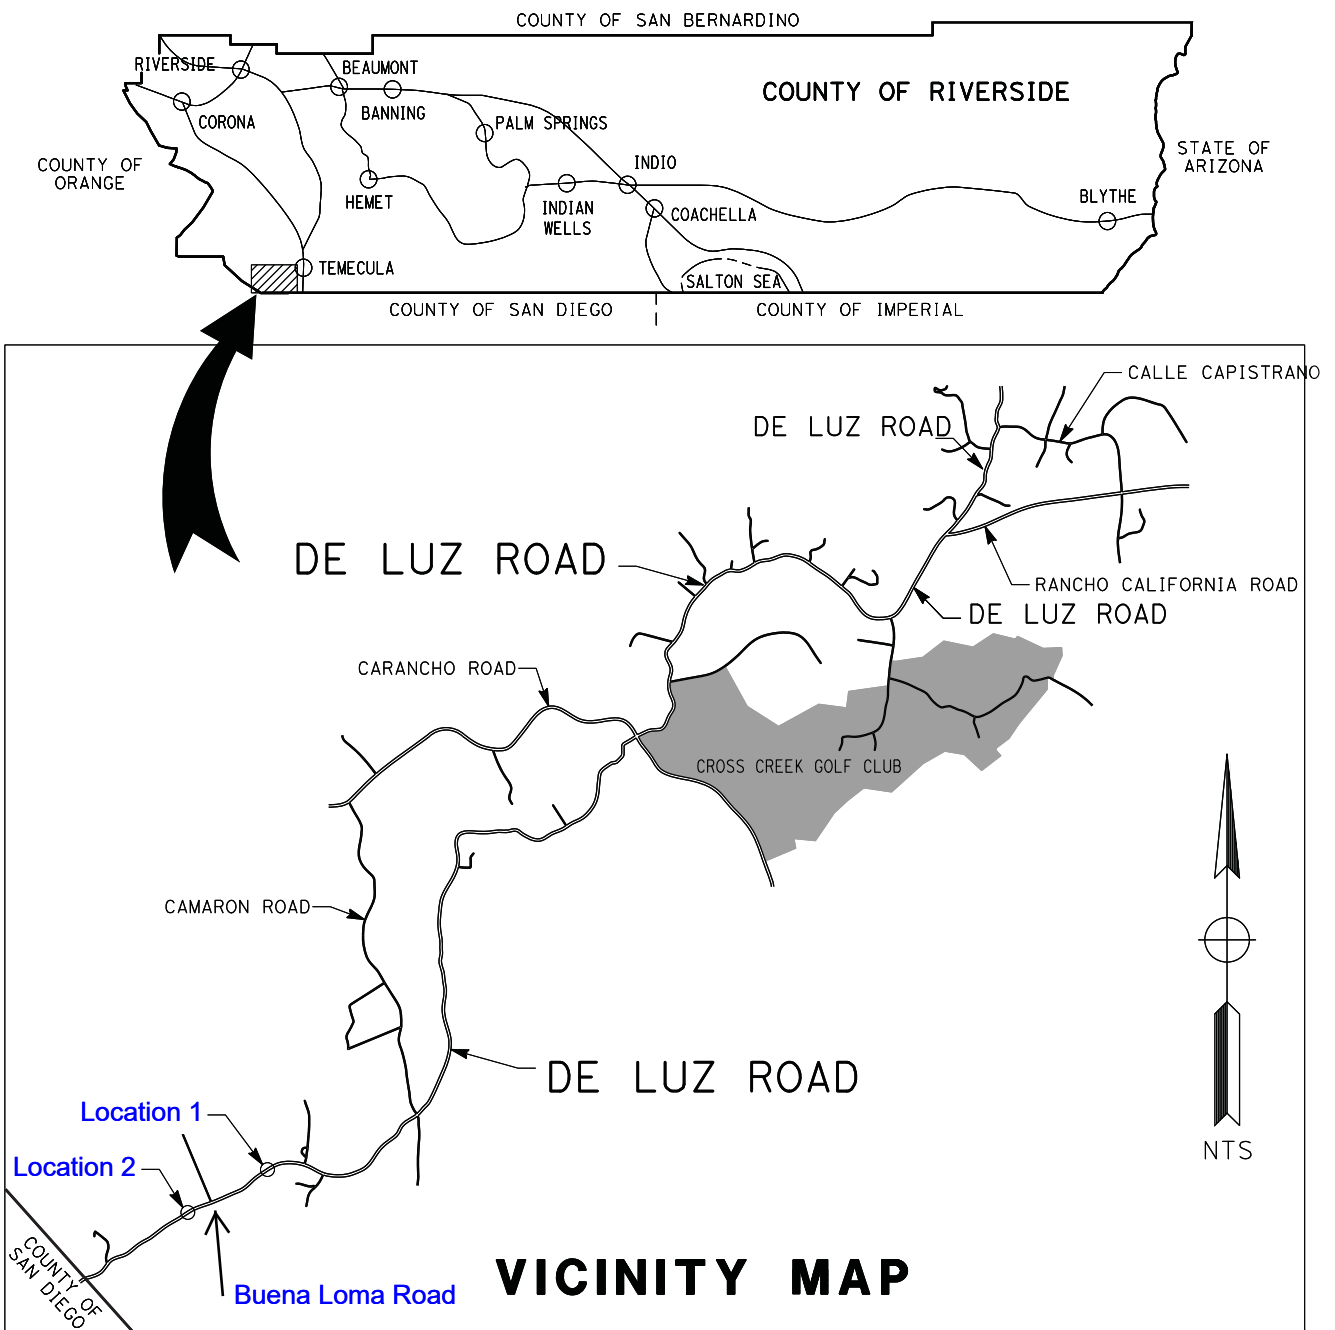 COUNTY OF SAN BERNARDINO
RIVERSIDE
BEAUMONT
COUNTY OF RIVERSIDE
CORONA
BANNING
PALM SPRINGS
COUNTY OF
ORANGE
INDIO
STATE OF
ARIZONA
HEMET
INDIAN
WELLS
COACHELLA
BLYTHE
TEMECULA
SALTON SEA
COUNTY OF SAN DIEGO
COUNTY OF IMPERIAL
CALLE CAPISTRANO
DE LUZ ROAD
DE LUZ ROAD
RANCHO CALIFORNIA ROAD
DE LUZ ROAD
CARANCHO ROAD
CROSS CREEK GOLF CLUB
CAMARON ROAD
DE LUZ ROAD
Location 1
NTS
Location 2
COUNTY OF
SAN DIEGO
Buena Loma Road
VICINITY MAP